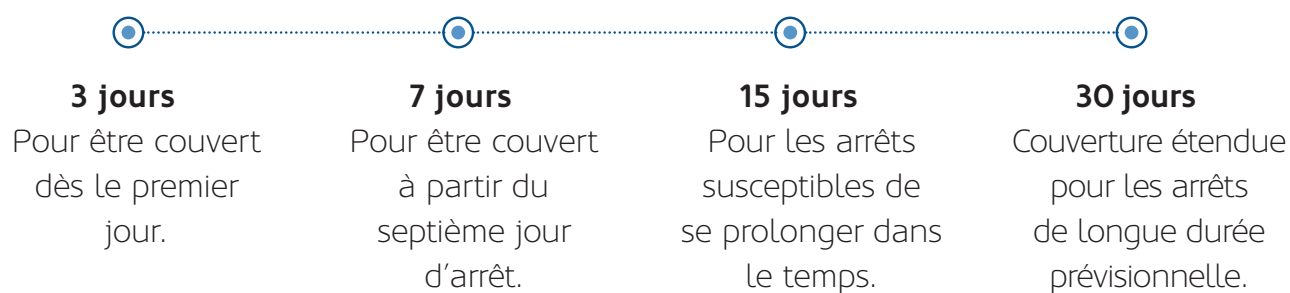 3 jours
Pour être couvert
dès le premier
jour.
7 jours
Pour être couvert
à partir du
septième jour
d’arrêt.
15 jours
Pour les arrêts
susceptibles de
se prolonger dans
le temps.
30 jours
Couverture étendue
pour les arrêts
de longue durée
prévisionnelle.